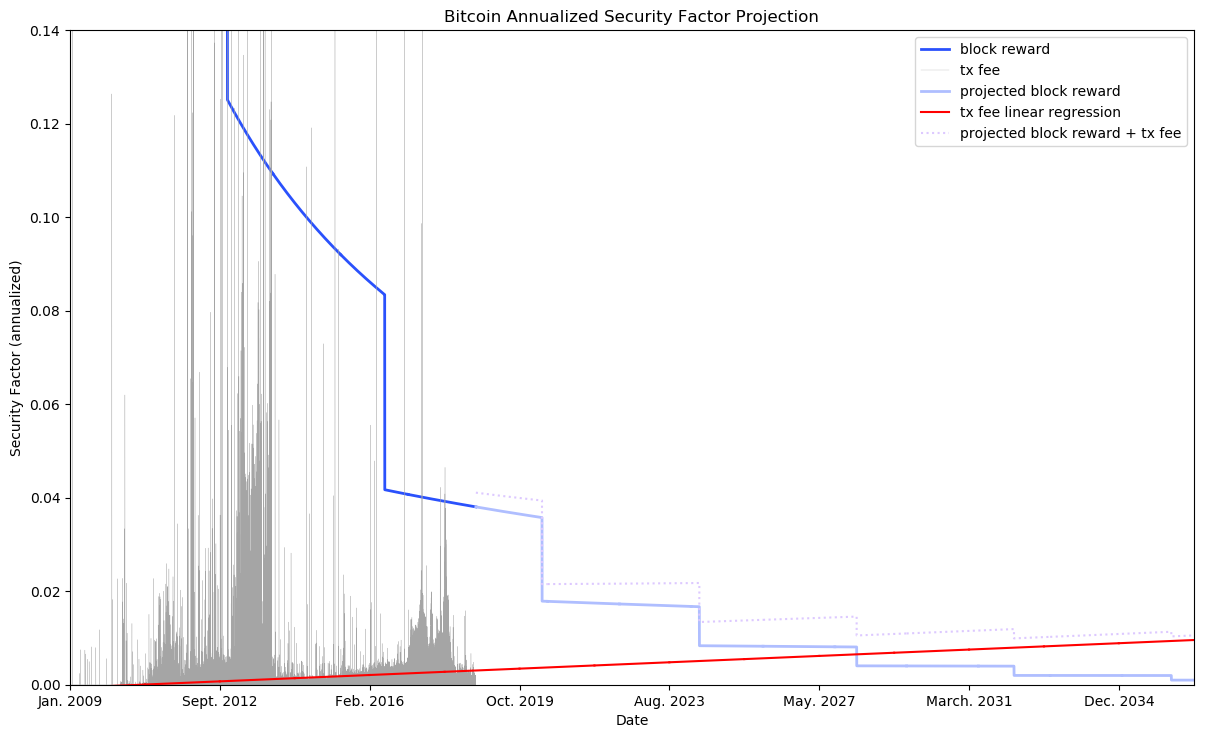 Bitcoin Annualized Security Factor Projection
block reward
tx fee
projected block reward
tx fee linear regression
projected block reward + tx fee
Security Factor (annualized)
0.14
0.12
0.10
0.08
0.06
0.04
0.02
0.00
Jan. 2009 Sept. 2012 Feb. 2016 Oct. 2019 Aug. 2023 May. 2027 March. 2031 Dec. 2034
Date